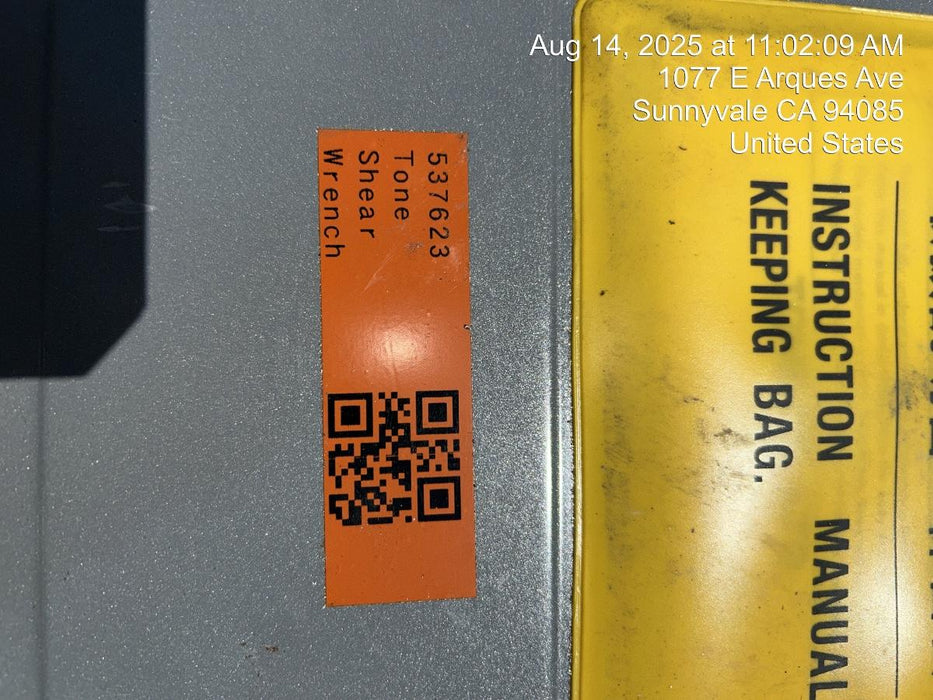 Aug 14, 2025 at 11:02:09 AM
1077 E Arques Ave
Sunnyvale CA 94085
United States
537623
Tone
Shear
Wrench
INSTRUCTION MANUAL
KEEPING BAG.